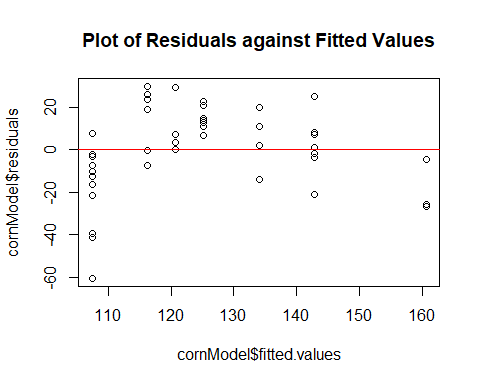 Plot of Residuals against Fitted Values
cornModel$residuals
20
0
-20
-40
-60
110 120 130 140 150 160
cornModel$fitted.values